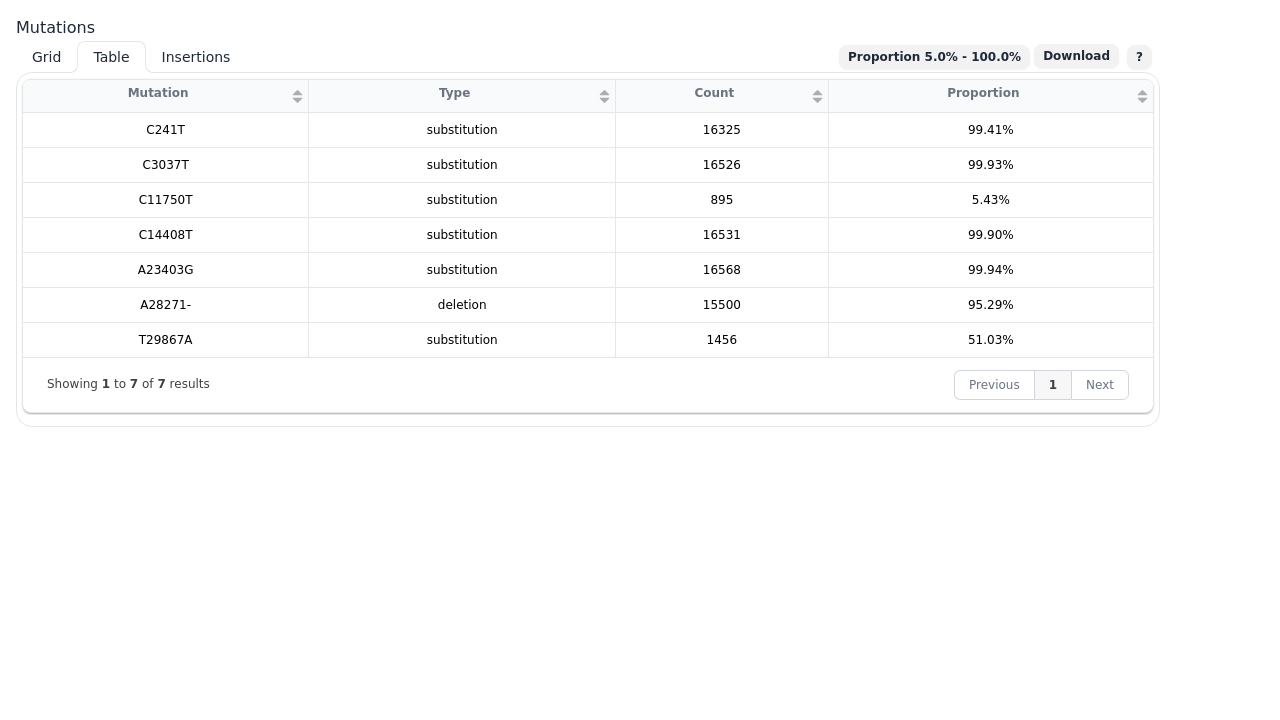 Mutations
Grid Table Insertions Proportion 5.0% - 100.0% Download ?
Mutation Type Count Proportion
C241T substitution 16325 99.41%
C3037T substitution 16526 99.93%
C11750T substitution 895 5.43%
C14408T substitution 16531 99.90%
A23403G substitution 16568 99.94%
A28271- deletion 15500 95.29%
T29867A substitution 1456 51.03%
Showing 1 to 7 of 7 results Previous 1 Next